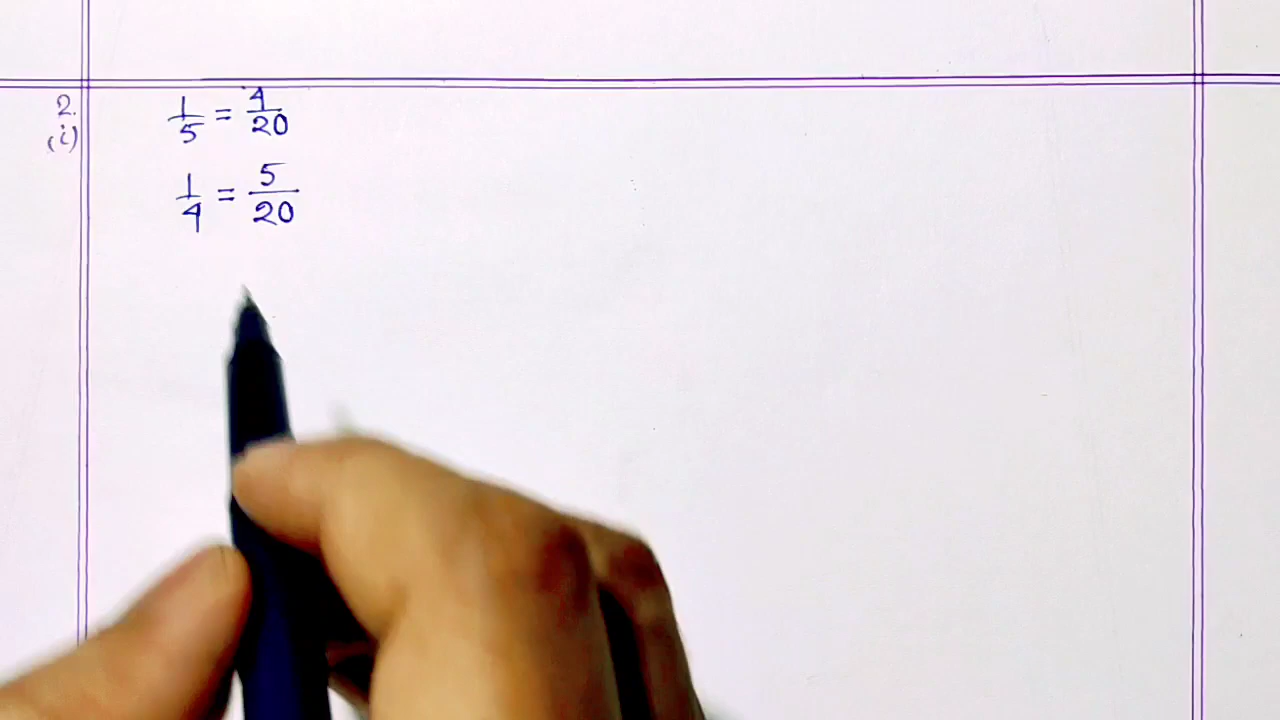 2.
(i)
1/5 = 4/20
1/4 = 5/20